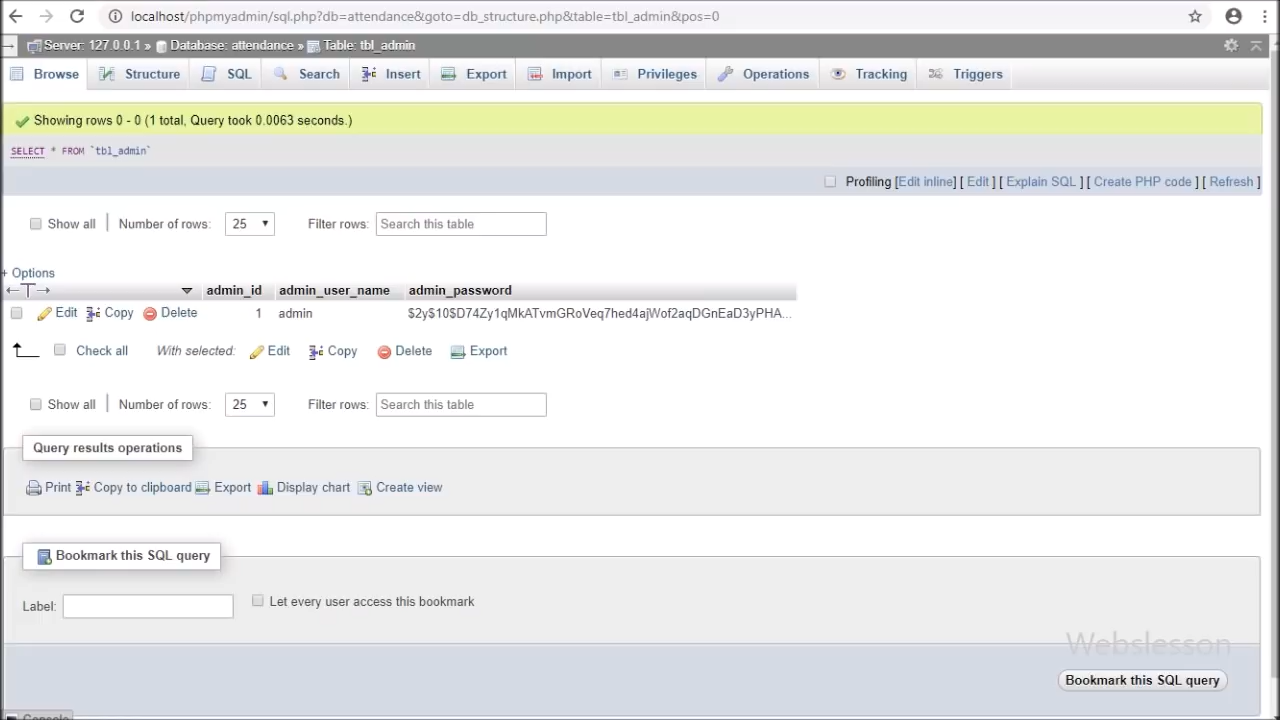 localhost/phpmyadmin/sql.php?db=attendance&goto=db_structure.php&table=tbl_admin&pos=0
Server: 127.0.0.1 » Database: attendance » Table: tbl_admin
Browse Structure SQL Search Insert Export Import Privileges Operations Tracking Triggers
Showing rows 0 - 0 (1 total, Query took 0.0063 seconds.)
SELECT * FROM `tbl_admin`
Profiling [Edit inline] [ Edit ] [ Explain SQL ] [ Create PHP code ] [ Refresh ]
Show all | Number of rows: 25 Filter rows: Search this table
+ Options
admin_id admin_user_name admin_password
Edit Copy Delete 1 admin $2y$10$D74Zy1qMkATvmGRoVeq7hed4ajWof2aqDGnEaD3yPHA...
Check all With selected: Edit Copy Delete Export
Show all | Number of rows: 25 Filter rows: Search this table
Query results operations
Print Copy to clipboard Export Display chart Create view
Bookmark this SQL query
Label: Let every user access this bookmark
Webslesson
Bookmark this SQL query
Console